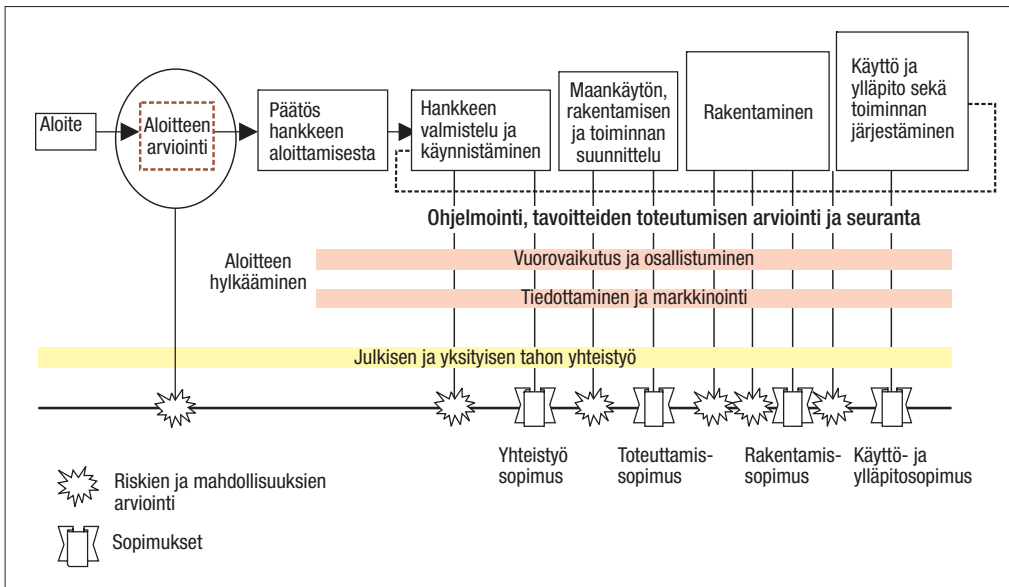 Aloite
Aloitteen
arviointi
Päätös
hankkeen
aloittamisesta
Hankkeen
valmistelu ja
käynnistäminen
Maankäytön,
rakentamisen
ja toiminnan
suunnittelu
Rakentaminen
Käyttö ja
ylläpito sekä
toiminnan
järjestäminen
Ohjelmointi, tavoitteiden toteutumisen arviointi ja seuranta
Aloitteen
hylkääminen
Vuorovaikutus ja osallistuminen
Tiedottaminen ja markkinointi
Julkisen ja yksityisen tahon yhteistyö
Yhteistyö
sopimus
Toteuttamis-
sopimus
Rakentamis-
sopimus
Käyttö- ja
ylläpitosopimus
Riskien ja mahdollisuuksien
arviointi
Sopimukset